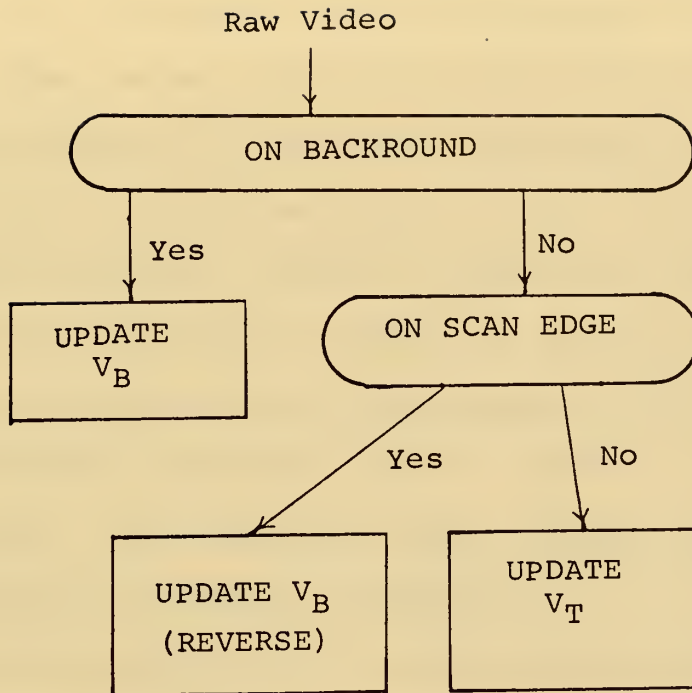 Raw Video
ON BACKROUND
Yes
No
UPDATE
V_B
ON SCAN EDGE
Yes
No
UPDATE V_B
(REVERSE)
UPDATE
V_T